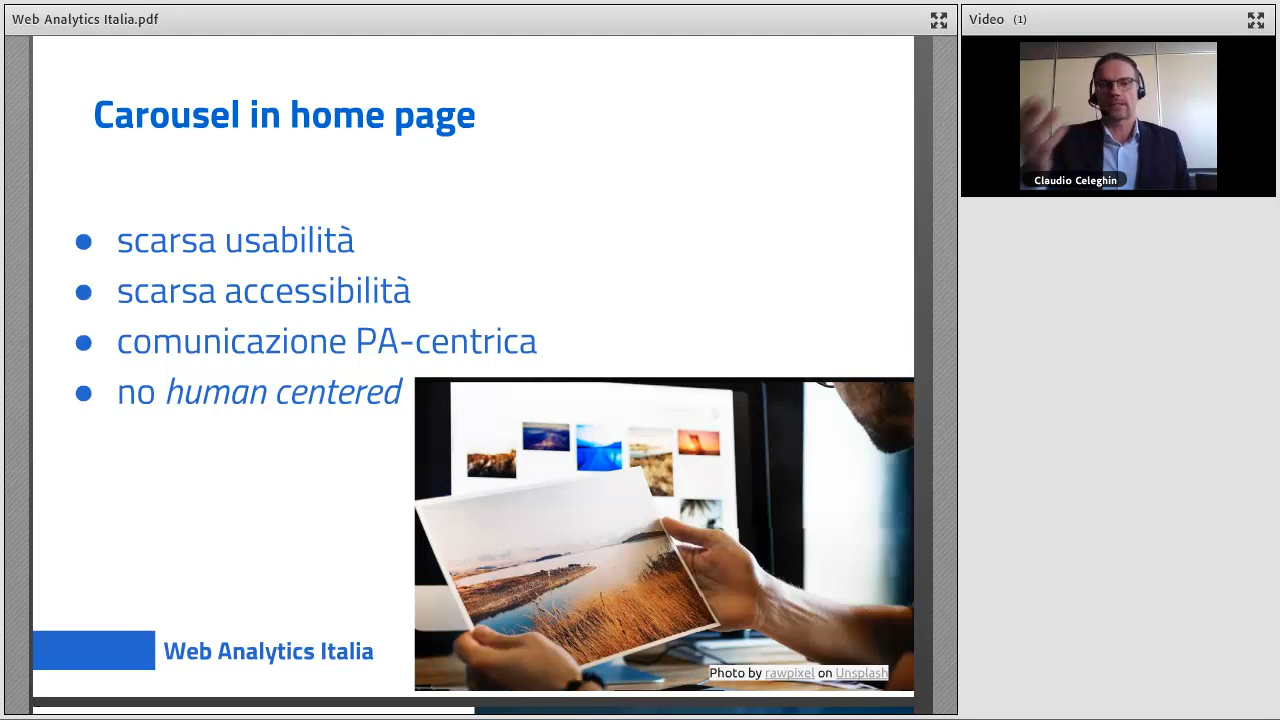 Web Analytics Italia.pdf
Video (1)
Claudio Celeghin
Carousel in home page
● scarsa usabilità
● scarsa accessibilità
● comunicazione PA-centrica
● no human centered
Web Analytics Italia
Photo by rawpixel on Unsplash